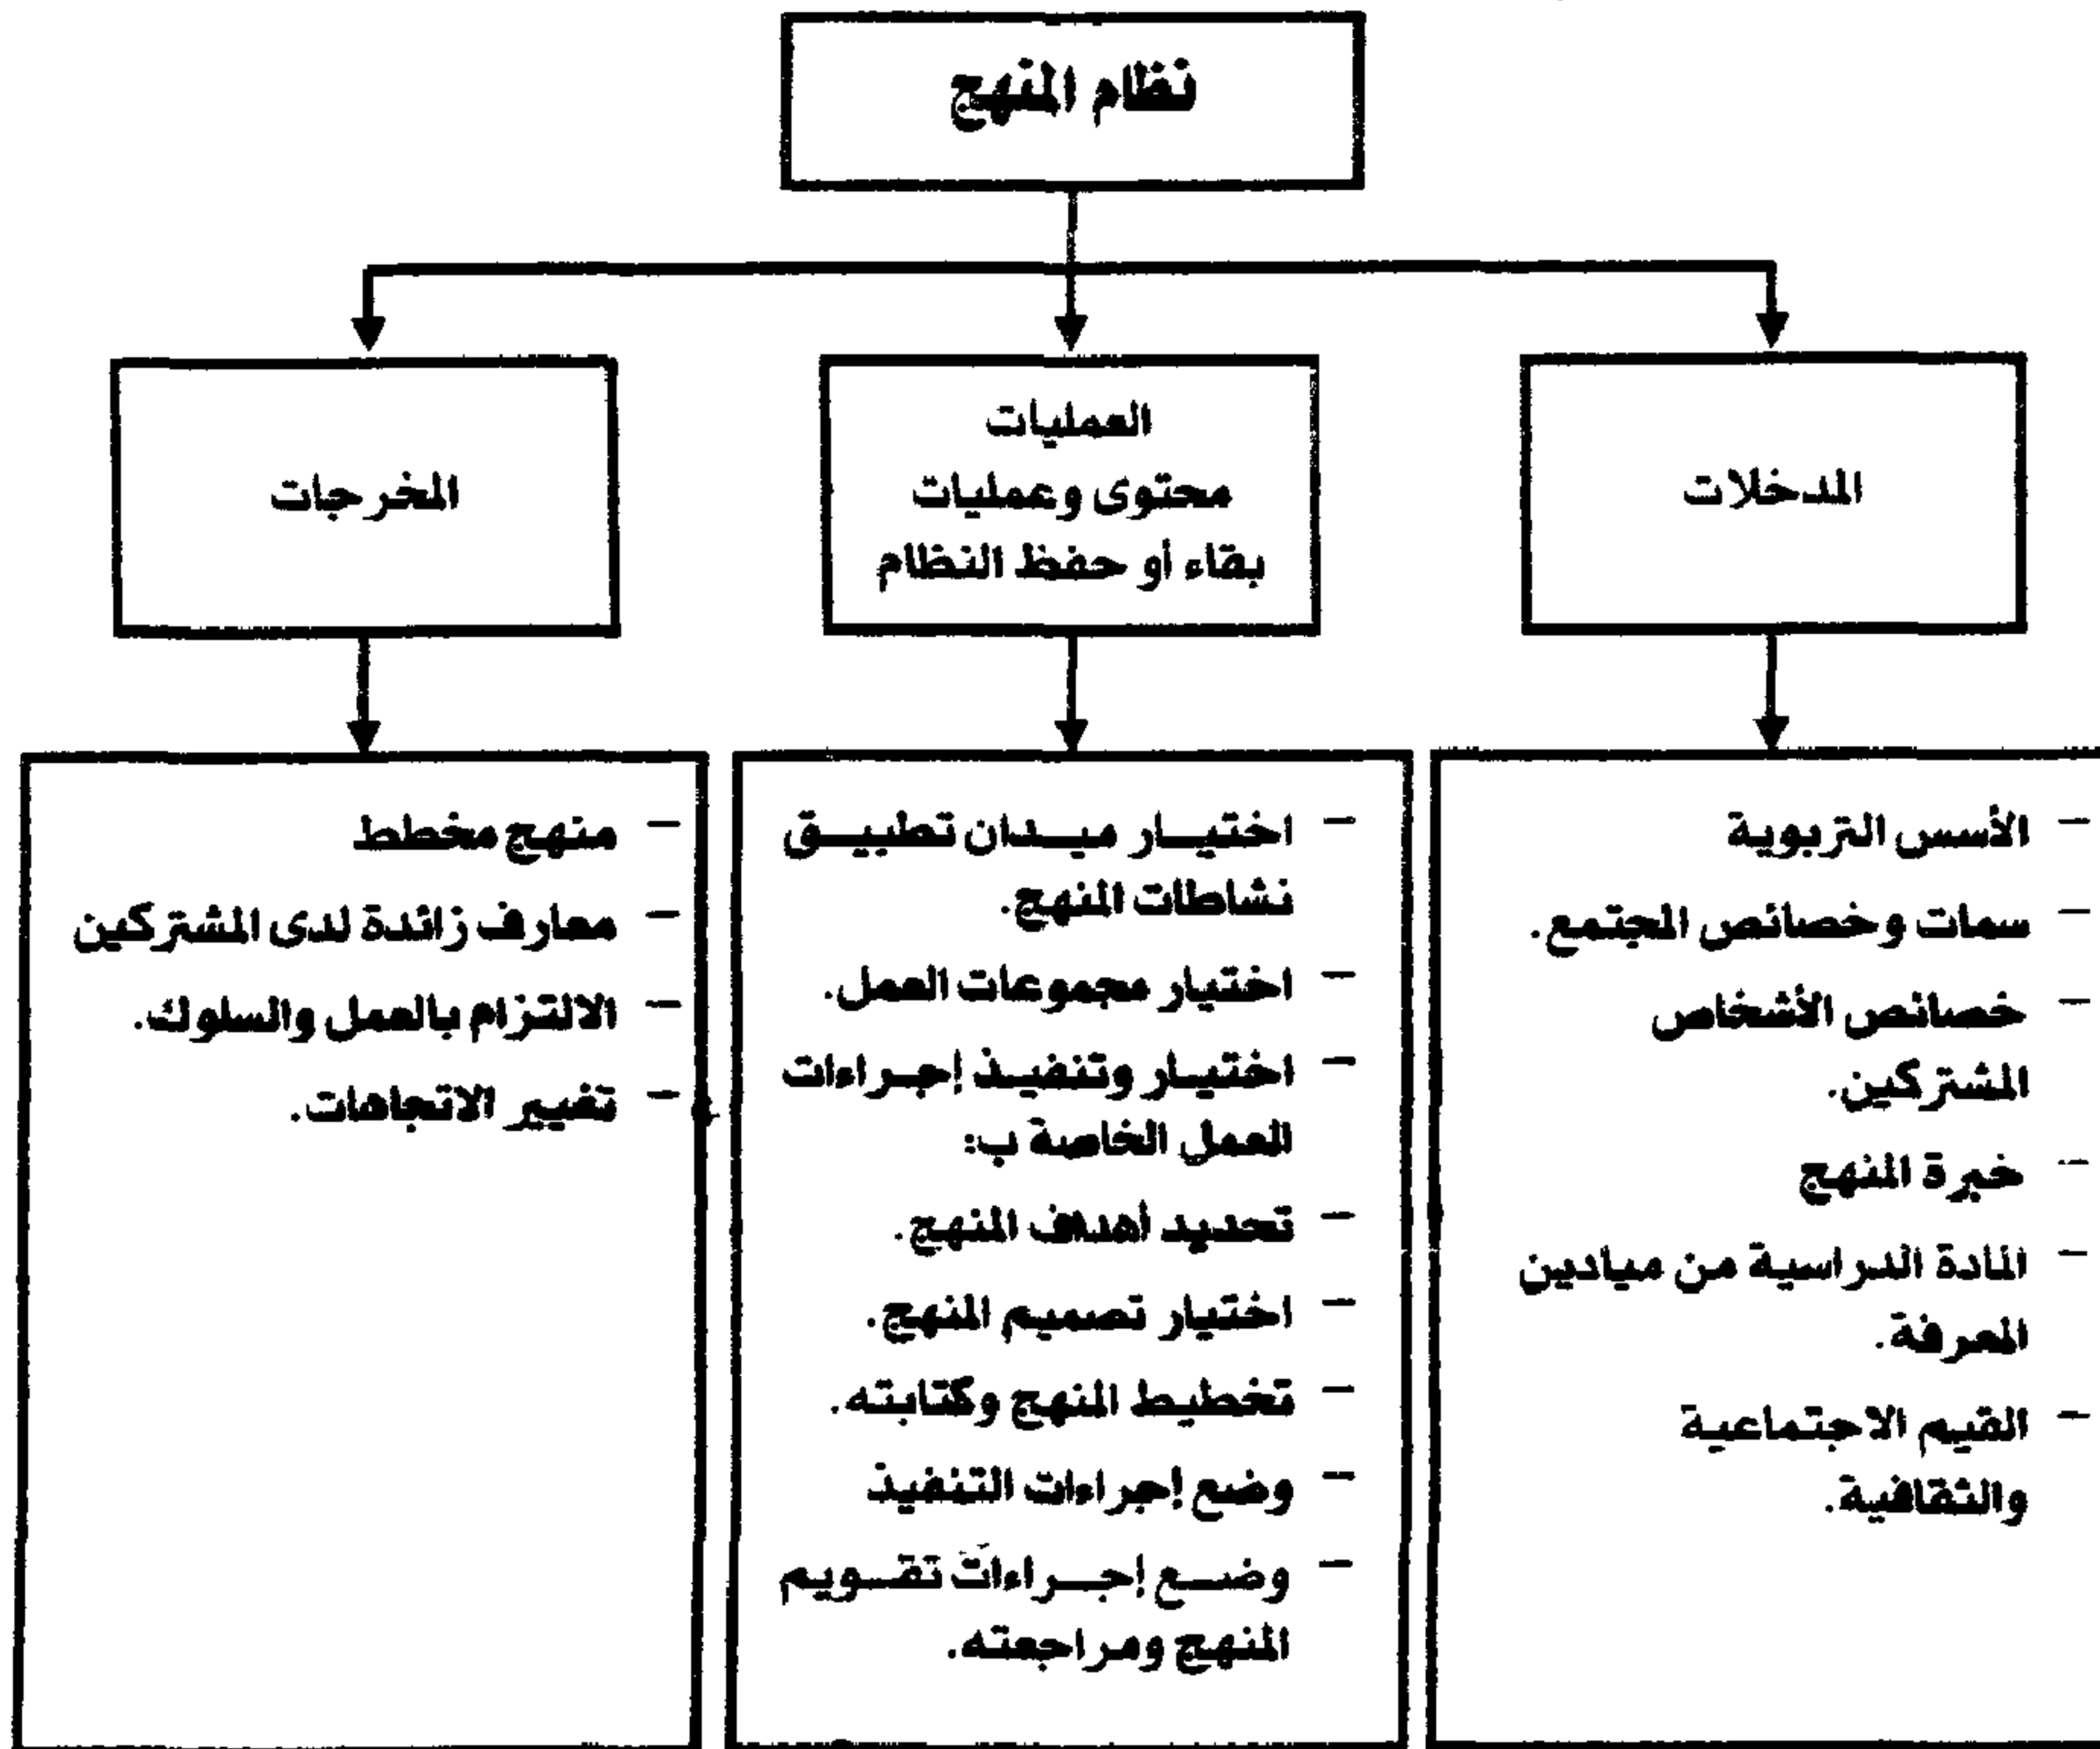 نظام المنهج
المدخلات
العمليات
محتوى وعمليات
بقاء أو حفظ النظام
المخرجات
– الأسس التربوية
– سمات وخصائص المجتمع.
– خصائص الأشخاص
المشتركين.
– خبرة المنهج
– المادة الدراسية من ميادين
المعرفة.
– القيم الاجتماعية
والثقافية.
– اختيار ميدان تطبيق
نشاطات المنهج.
– اختيار مجموعات العمل.
– اختيار وتنفيذ إجراءات
للعمل الخاصة ب:
– تحديد أهداف المنهج.
– اختيار تصميم المنهج.
– تخطيط المنهج وكتابته.
– وضع إجراءات التنفيذ
– وضع إجراءات تقويم
المنهج ومراجعته.
– منهج مخطط
– معارف زائدة لدى المشتركين
– الالتزام بالعمل والسلوك.
– تغيير الاتجاهات.